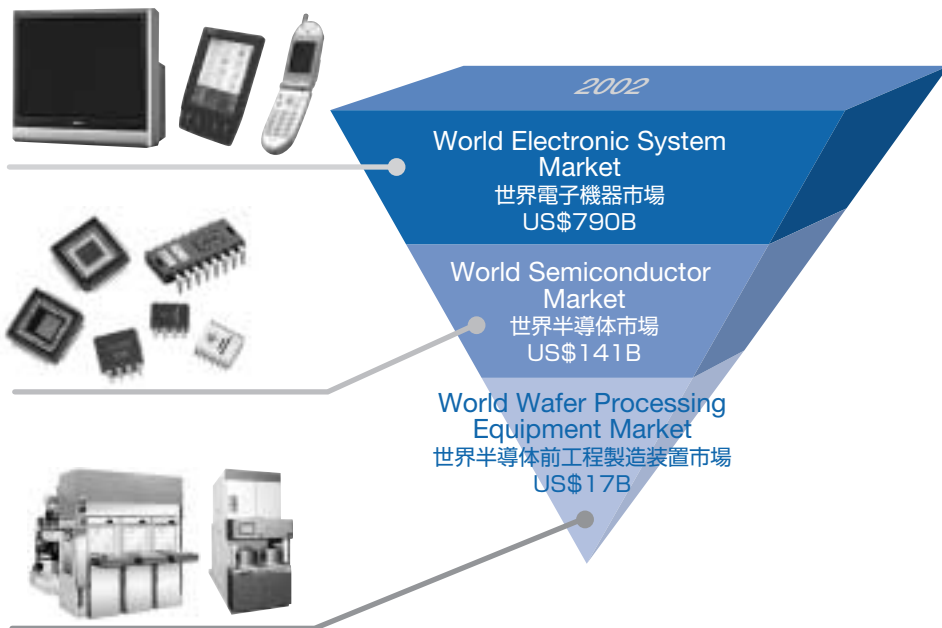 2002
World Electronic System
Market
世界電子機器市場
US$790B
World Semiconductor
Market
世界半導体市場
US$141B
World Wafer Processing
Equipment Market
世界半導体前工程製造装置市場
US$17B